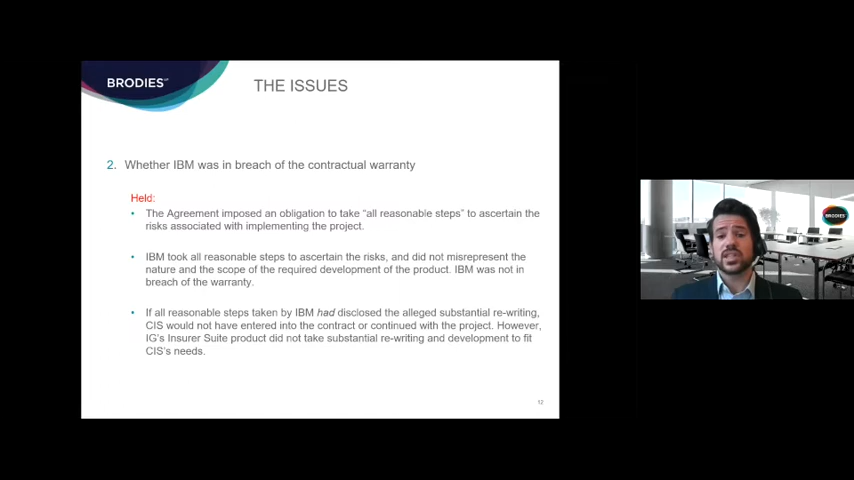 BRODIES LLP
THE ISSUES
2. Whether IBM was in breach of the contractual warranty
Held:
• The Agreement imposed an obligation to take “all reasonable steps” to ascertain the
risks associated with implementing the project.
• IBM took all reasonable steps to ascertain the risks, and did not misrepresent the
nature and the scope of the required development of the product. IBM was not in
breach of the warranty.
• If all reasonable steps taken by IBM had disclosed the alleged substantial re-writing,
CIS would not have entered into the contract or continued with the project. However,
IG's Insurer Suite product did not take substantial re-writing and development to fit
CIS's needs.
12
BRODIES